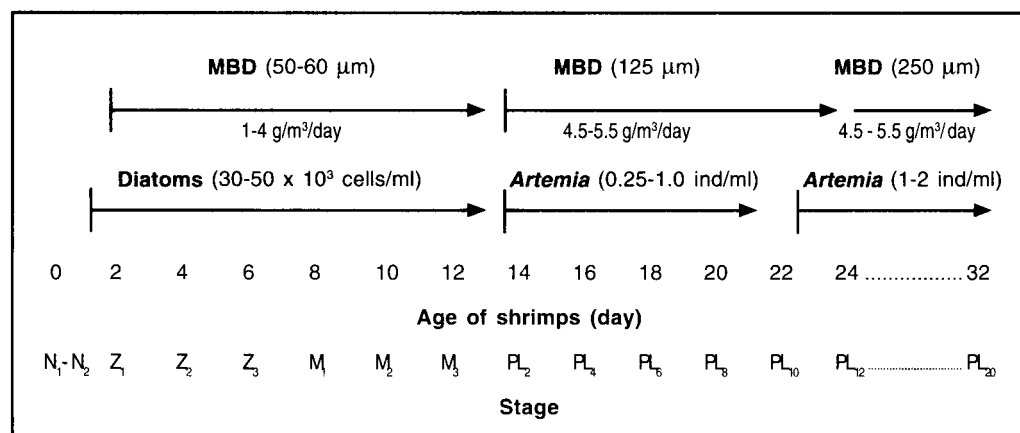 MBD (50-60 μm) MBD (125 μm) MBD (250 μm)
1-4 g/m³/day 4.5-5.5 g/m³/day 4.5 - 5.5 g/m³/day
Diatoms (30-50 x 10³ cells/ml) Artemia (0.25-1.0 ind/ml) Artemia (1-2 ind/ml)
0 2 4 6 8 10 12 14 16 18 20 22 24 ................ 32
Age of shrimps (day)
N₁-N₂ Z₁ Z₂ Z₃ M₁ M₂ M₃ PL₂ PL₄ PL₆ PL₈ PL₁₀ PL₁₂ ................ PL₂₀
Stage